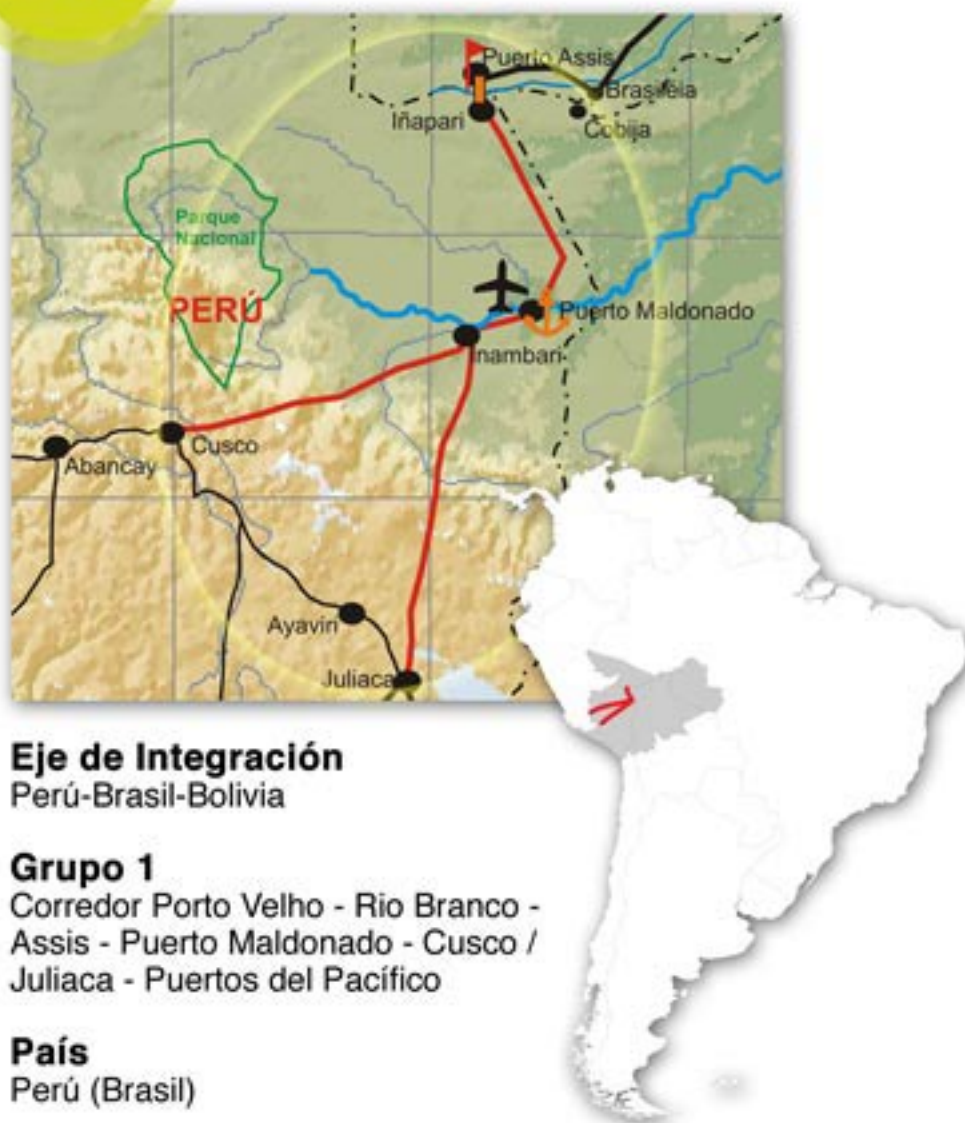 Puerto Assis
Brasiléia
Iñapari
Cobija
Parque
Nacional
PERÚ
Puerto Maldonado
Inambari
Cusco
Abancay
Ayaviri
Juliaca
Eje de Integración
Perú-Brasil-Bolivia
Grupo 1
Corredor Porto Velho - Rio Branco -
Assis - Puerto Maldonado - Cusco /
Juliaca - Puertos del Pacífico
País
Perú (Brasil)